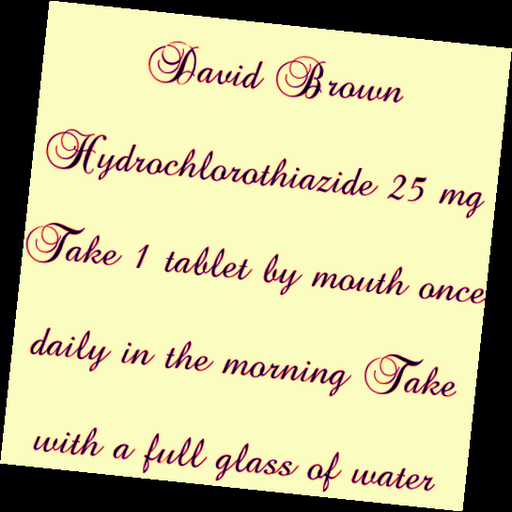 David Brown
Hydrochlorothiazide 25 mg
Take 1 tablet by mouth once
daily in the morning Take
with a full glass of water